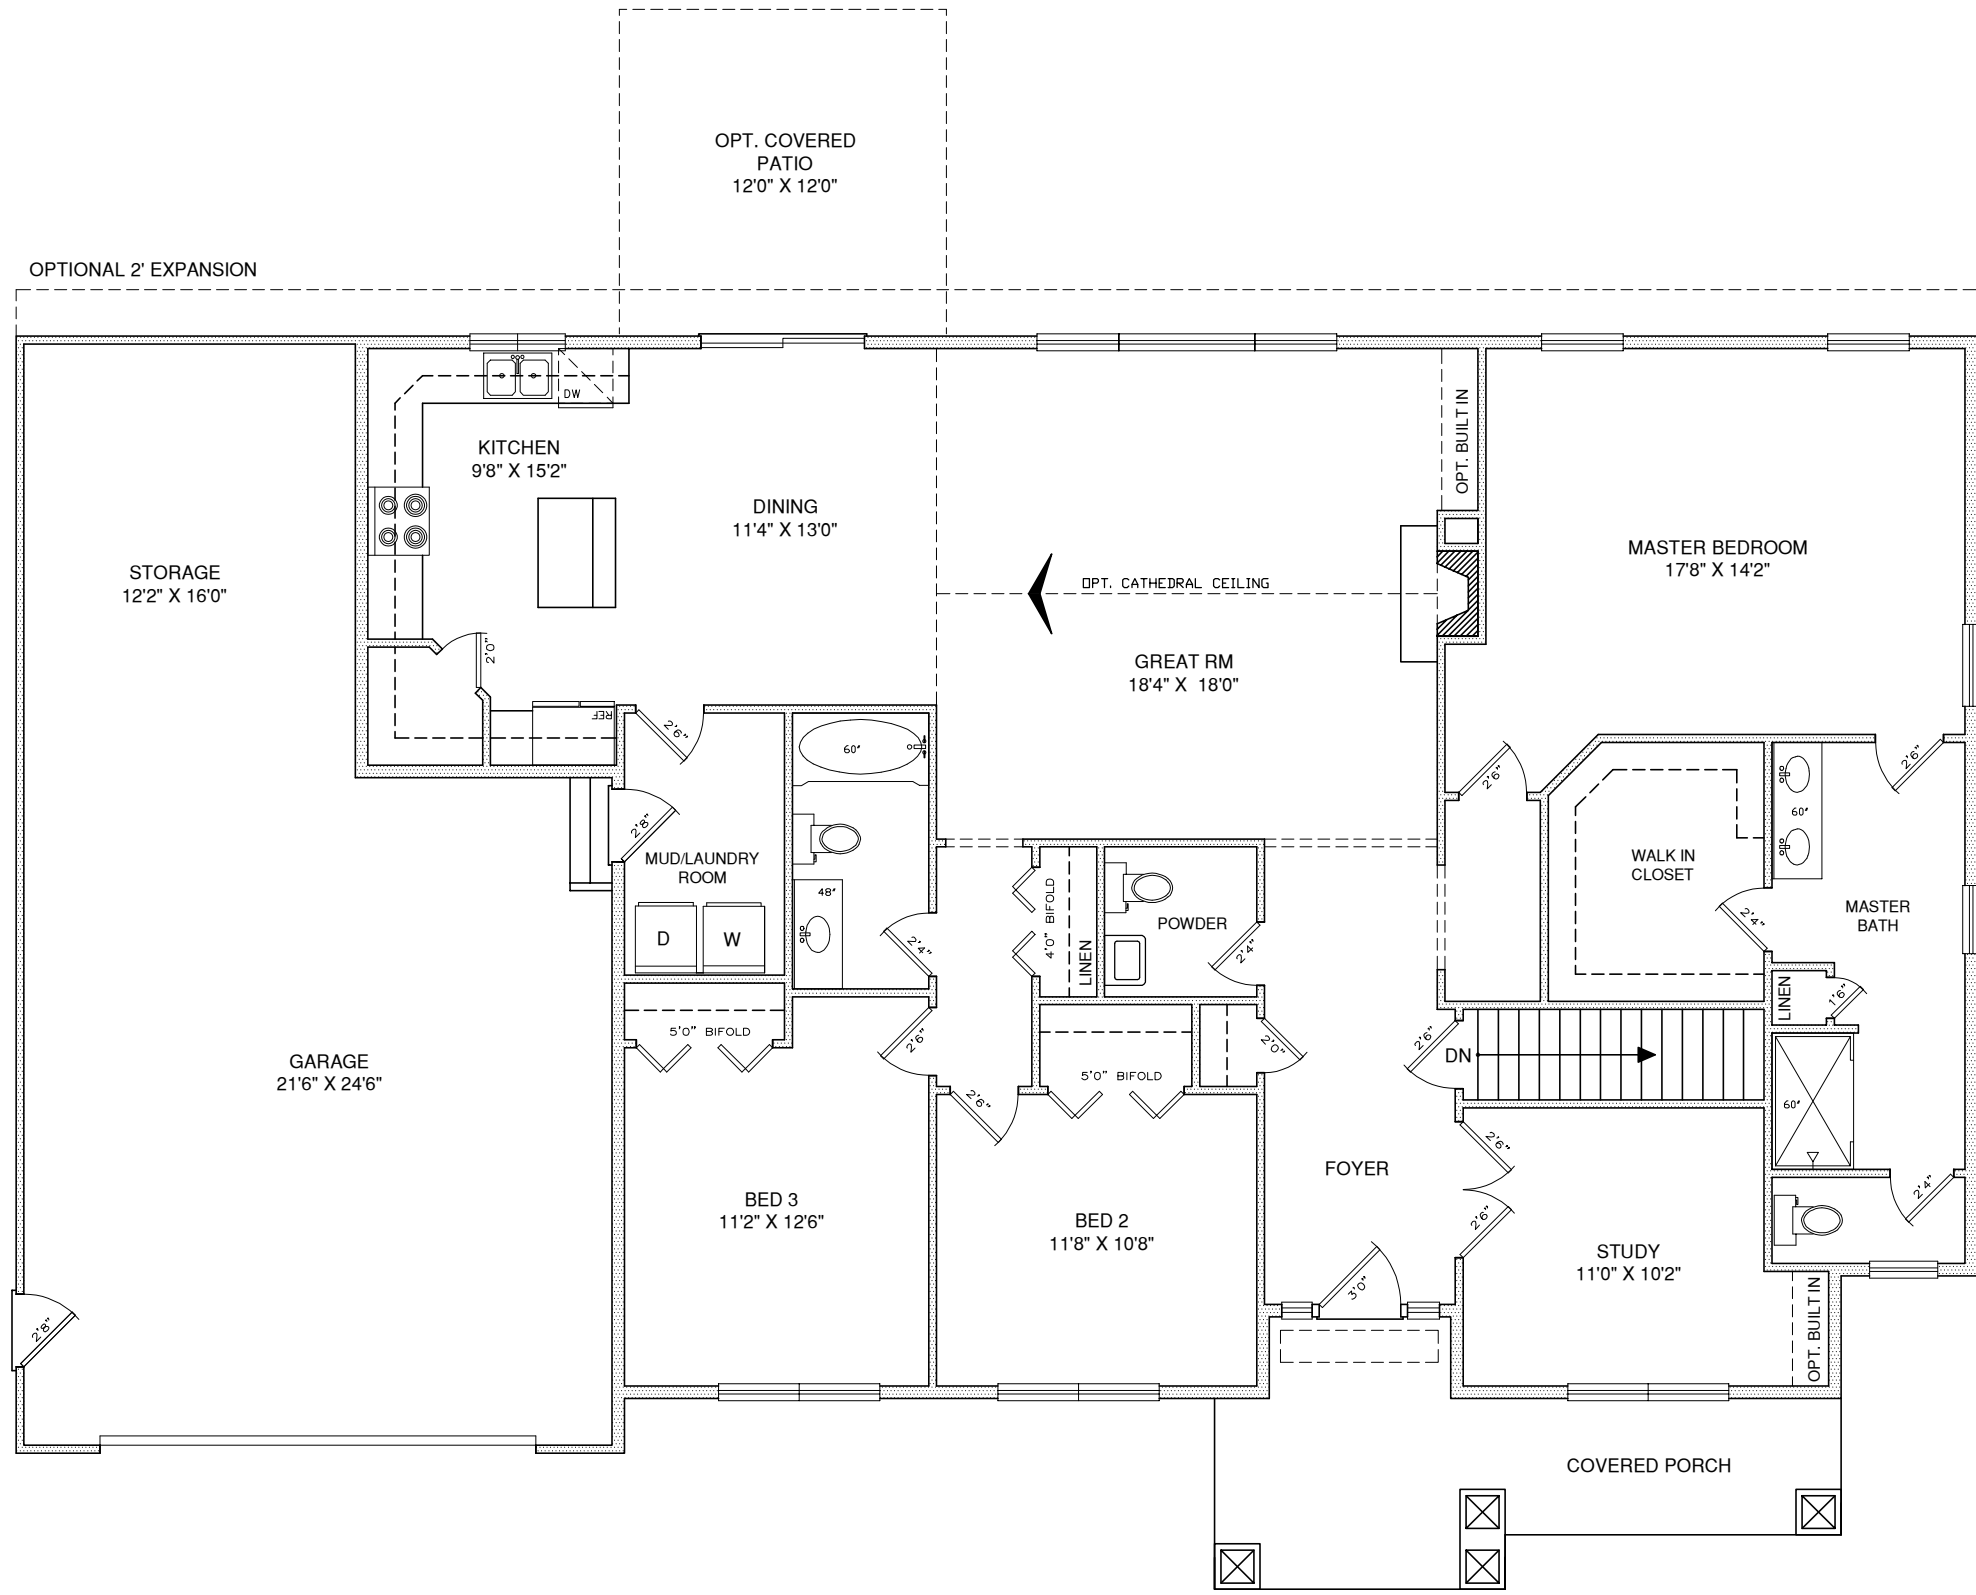 OPT. COVERED
PATIO
12'0" X 12'0"
OPTIONAL 2' EXPANSION
DW
KITCHEN
9'8" X 15'2"
DINING
11'4" X 13'0"
OPT. BUILT IN
STORAGE
12'2" X 16'0"
OPT. CATHEDRAL CEILING
MASTER BEDROOM
17'8" X 14'2"
2'0"
GREAT RM
18'4" X 18'0"
REF
2'6"
60"
2'6"
2'6"
60"
2'8"
MUD/LAUNDRY
ROOM
48"
D
W
2'4"
4'0" BIFOLD
LINEN
POWDER
2'4"
WALK IN
CLOSET
2'4"
MASTER
BATH
LINEN
1'6"
5'0" BIFOLD
2'6"
5'0" BIFOLD
2'0"
2'6"
DN
GARAGE
21'6" X 24'6"
2'6"
60"
2'6"
FOYER
2'6"
2'4"
BED 3
11'2" X 12'6"
BED 2
11'8" X 10'8"
STUDY
11'0" X 10'2"
3'0"
2'8"
OPT. BUILT IN
COVERED PORCH